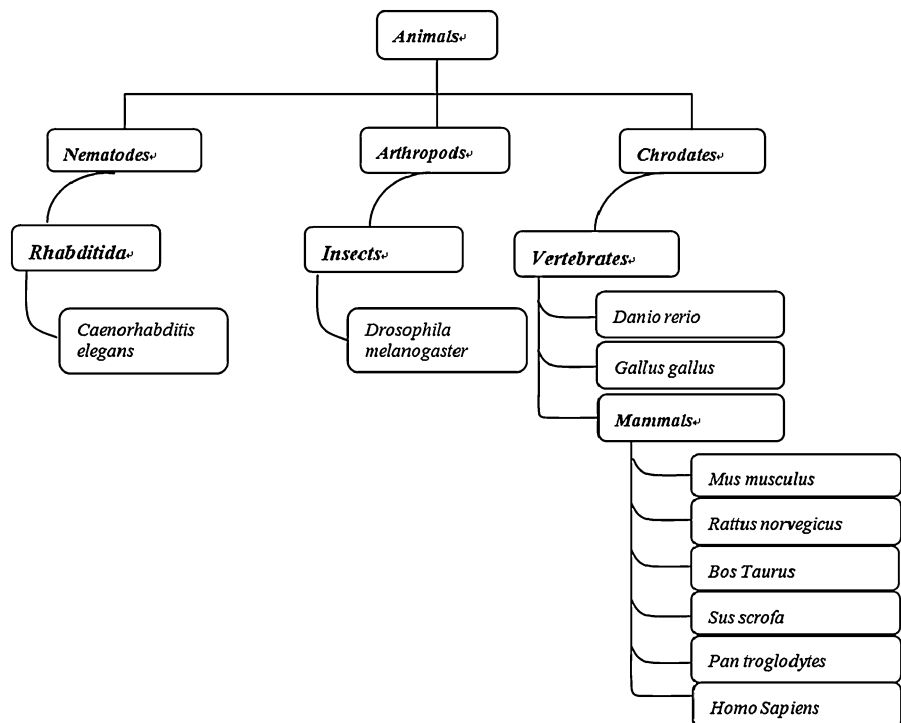 Animals
Nematodes
Arthropods
Chrodates
Rhabditida
Insects
Vertebrates
Caenorhabditis
elegans
Drosophila
melanogaster
Danio rerio
Gallus gallus
Mammals
Mus musculus
Rattus norvegicus
Bos Taurus
Sus scrofa
Pan troglodytes
Homo Sapiens